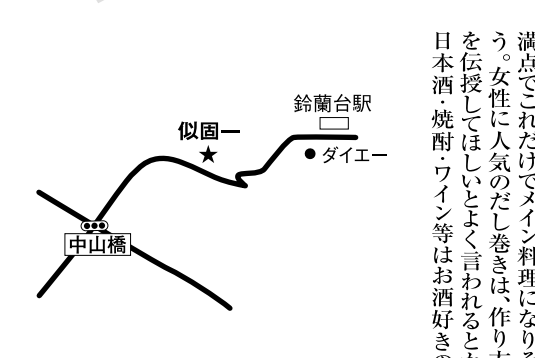 満点でこれだけでメイン料理になりそ
う。女性に人気のだし巻きは、作り方
を伝授してほしいとよく言われると
日本酒・焼酎・ワイン等はお酒好きの
鈴蘭台駅
似固一
★
ダイエー
中山橋